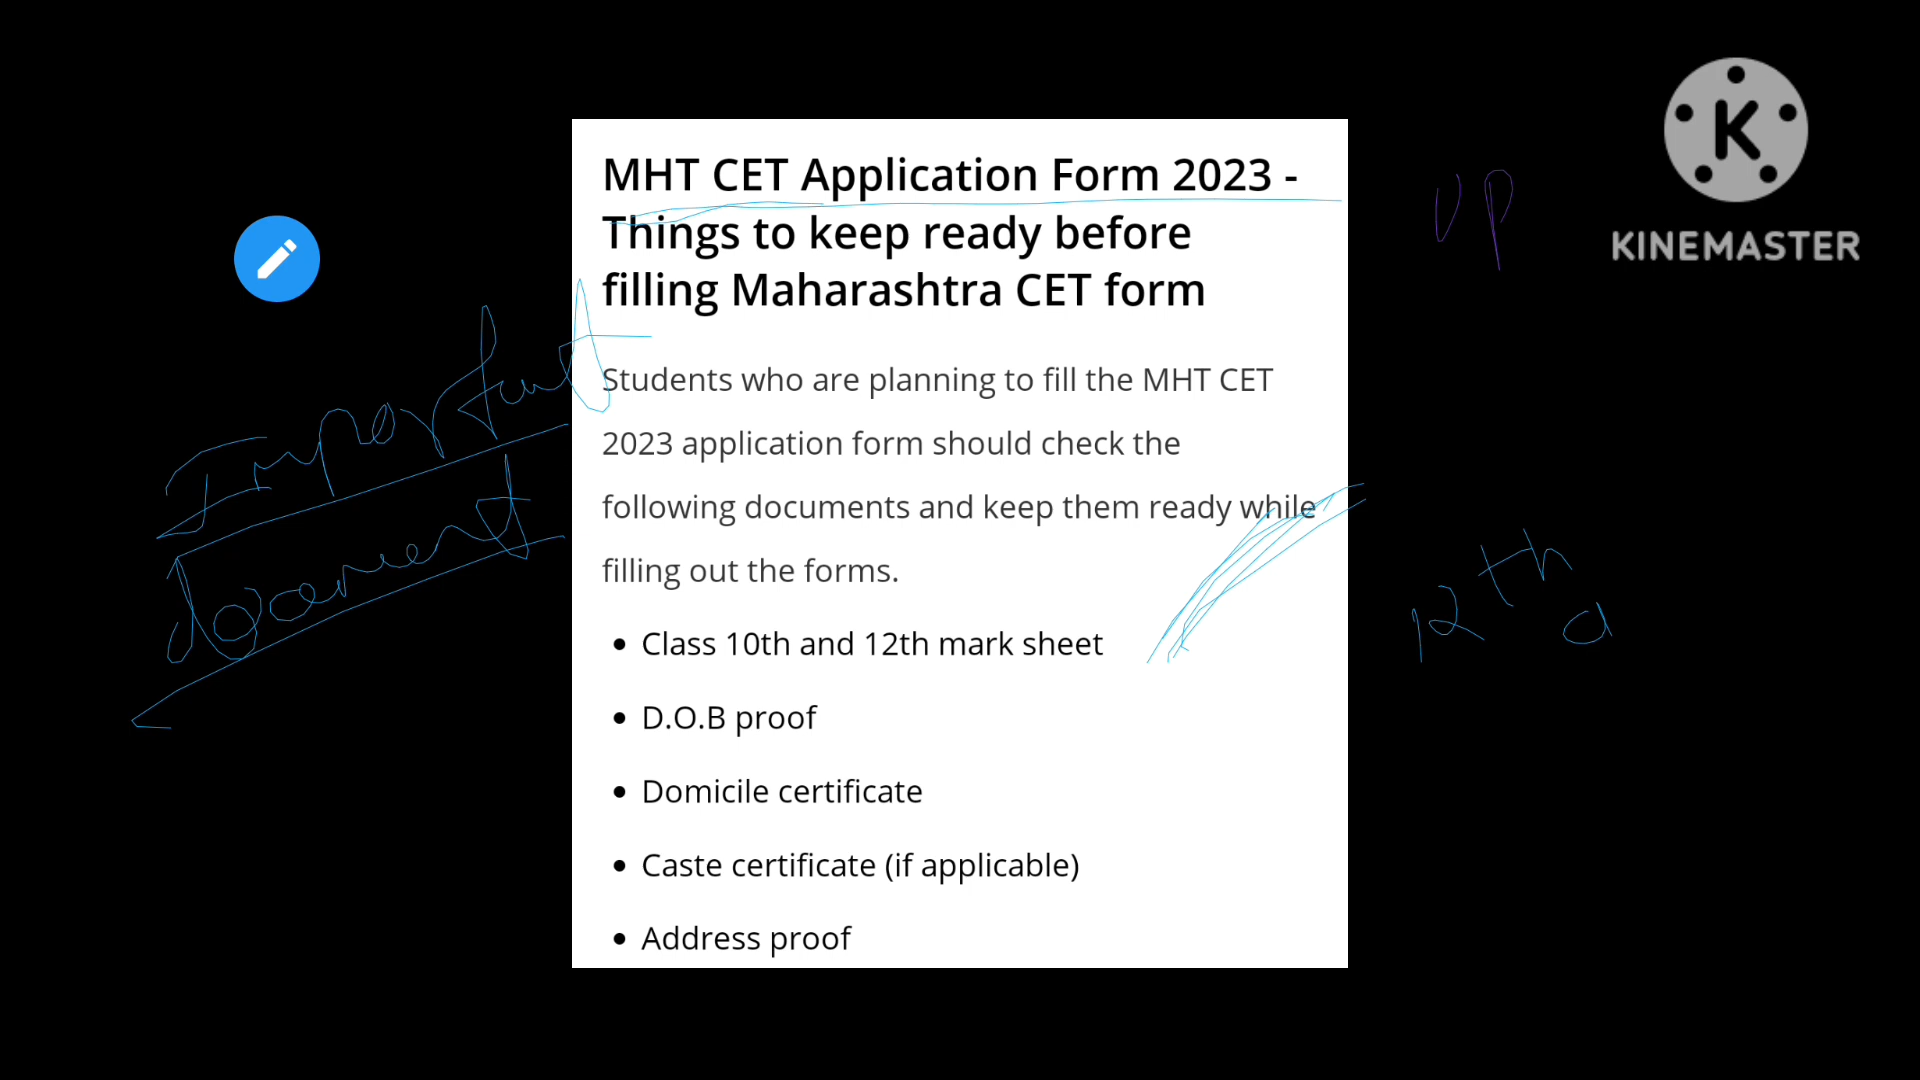 MHT CET Application Form 2023 -
Things to keep ready before
filling Maharashtra CET form
Students who are planning to fill the MHT CET
2023 application form should check the
following documents and keep them ready while
filling out the forms.
• Class 10th and 12th mark sheet
• D.O.B proof
• Domicile certificate
• Caste certificate (if applicable)
• Address proof
Important
document
UP
K
KINEMASTER
12th
a